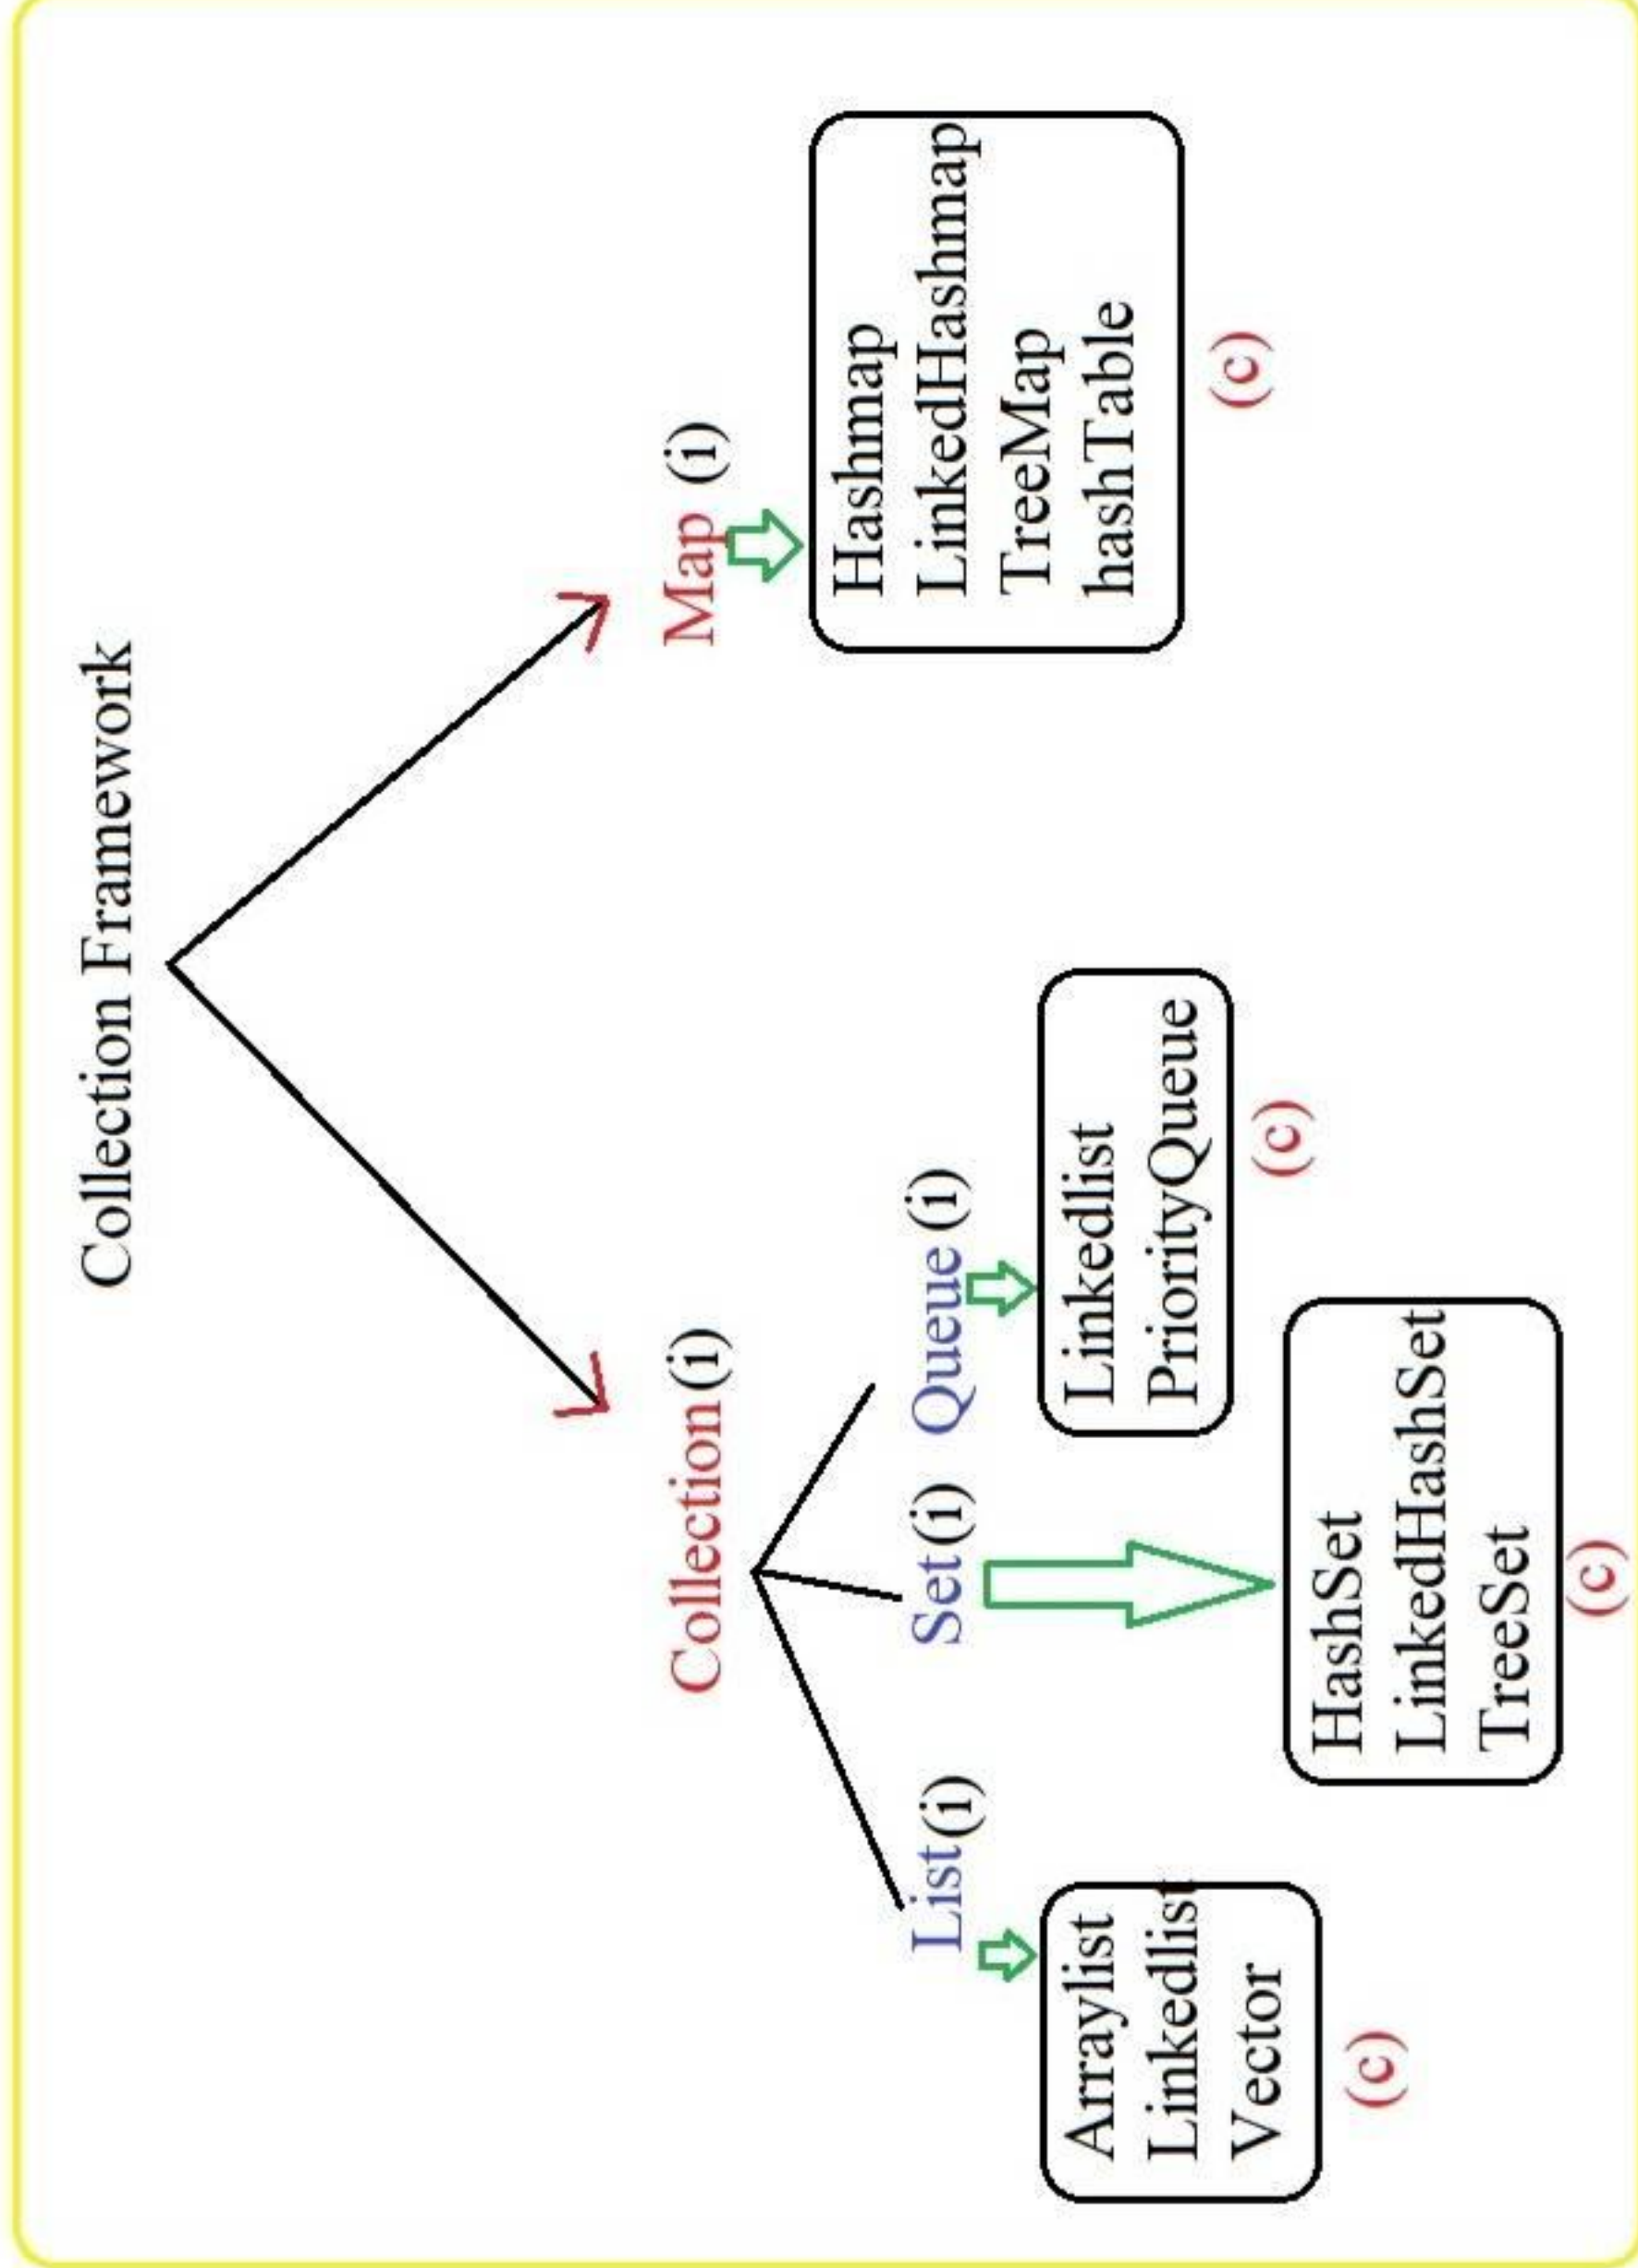 Collection Framework
Collection (i)
Map (i)
List (i)
Set (i)
Queue (i)
Arraylist
Linkedlist
Vector
(c)
HashSet
LinkedHashSet
TreeSet
(c)
Linkedlist
PriorityQueue
(c)
Hashmap
LinkedHashmap
TreeMap
hashTable
(c)